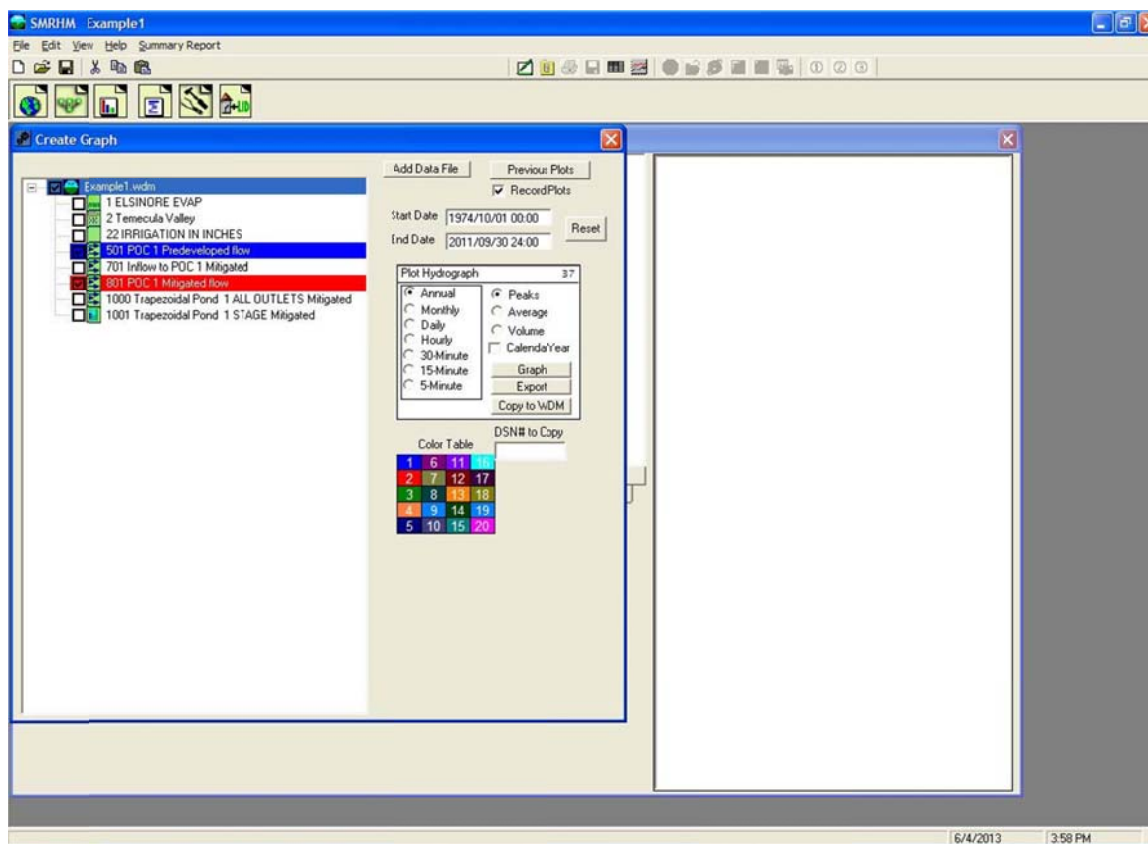 SMRHM Example1
File Edit View Help Summary Report
Create Graph
Add Data File Previous Plots
RecordPlots
Example1.wdm
1 ELSINORE EVAP
2 Temecula Valley
22 IRRIGATION IN INCHES
501 POC 1 Predeveloped flow
701 Inflow to POC 1 Mitigated
801 POC 1 Mitigated flow
1000 Trapezoidal Pond 1 ALL OUTLETS Mitigated
1001 Trapezoidal Pond 1 STAGE Mitigated
Start Date 1974/10/01 00:00
End Date 2011/09/30 24:00
Reset
Plot Hydrograph 37
Annual
Monthly
Daily
Hourly
30-Minute
15-Minute
5-Minute
Peaks
Average
Volume
CalendarYear
Graph
Export
Copy to WDM
DSN# to Copy
Color Table
1 6 11 16
2 7 12 17
3 8 13 18
4 9 14 19
5 10 15 20
6/4/2013 3:58 PM